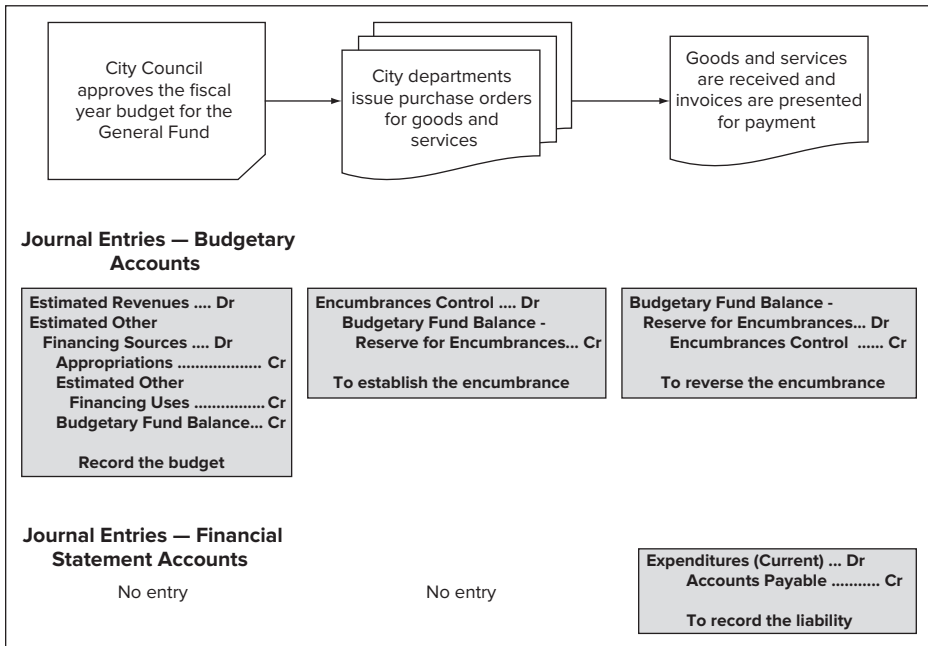 City Council
approves the fiscal
year budget for the
General Fund
City departments
issue purchase orders
for goods and
services
Goods and services
are received and
invoices are presented
for payment
Journal Entries — Budgetary
Accounts
Estimated Revenues .... Dr
Estimated Other
Financing Sources .... Dr
Appropriations ................... Cr
Estimated Other
Financing Uses ................ Cr
Budgetary Fund Balance... Cr
Record the budget
Encumbrances Control .... Dr
Budgetary Fund Balance -
Reserve for Encumbrances... Cr
To establish the encumbrance
Budgetary Fund Balance -
Reserve for Encumbrances... Dr
Encumbrances Control ...... Cr
To reverse the encumbrance
Journal Entries — Financial
Statement Accounts
No entry
No entry
Expenditures (Current) ... Dr
Accounts Payable ........... Cr
To record the liability